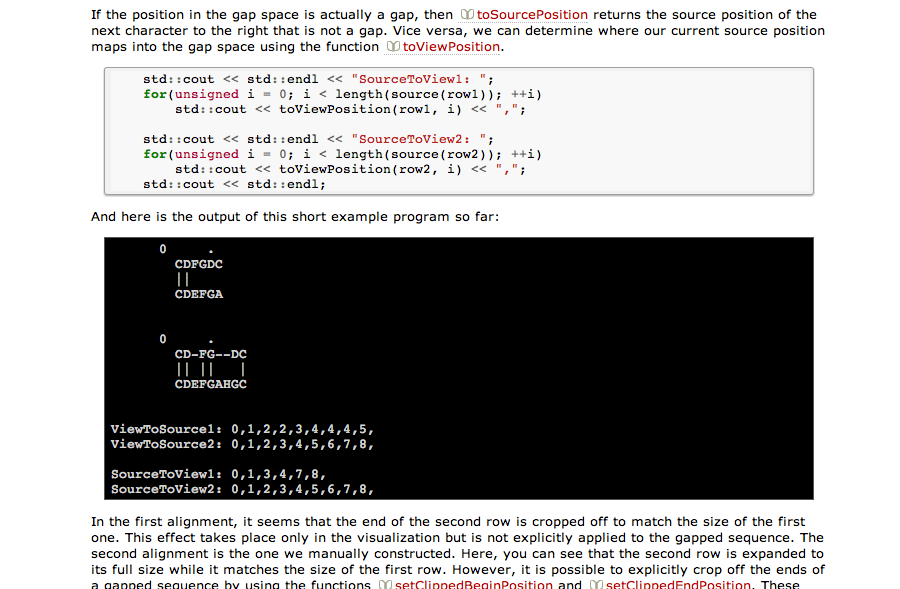 If the position in the gap space is actually a gap, then toSourcePosition returns the source position of the
next character to the right that is not a gap. Vice versa, we can determine where our current source position
maps into the gap space using the function toViewPosition.
std::cout << std::endl << "SourceToView1: ";
for(unsigned i = 0; i < length(source(row1)); ++i)
std::cout << toViewPosition(row1, i) << ",";
std::cout << std::endl << "SourceToView2: ";
for(unsigned i = 0; i < length(source(row2)); ++i)
std::cout << toViewPosition(row2, i) << ",";
std::cout << std::endl;
And here is the output of this short example program so far:
0 .
CDFGDC
||
CDEFGA
0 .
CD-FG--DC
|| || |
CDEFGAHGC
ViewToSource1: 0,1,2,2,3,4,4,4,5,
ViewToSource2: 0,1,2,3,4,5,6,7,8,
SourceToView1: 0,1,3,4,7,8,
SourceToView2: 0,1,2,3,4,5,6,7,8,
In the first alignment, it seems that the end of the second row is cropped off to match the size of the first
one. This effect takes place only in the visualization but is not explicitly applied to the gapped sequence. The
second alignment is the one we manually constructed. Here, you can see that the second row is expanded to
its full size while it matches the size of the first row. However, it is possible to explicitly crop off the ends of
a gapped sequence by using the functions setClippedBeginPosition and setClippedEndPosition. These